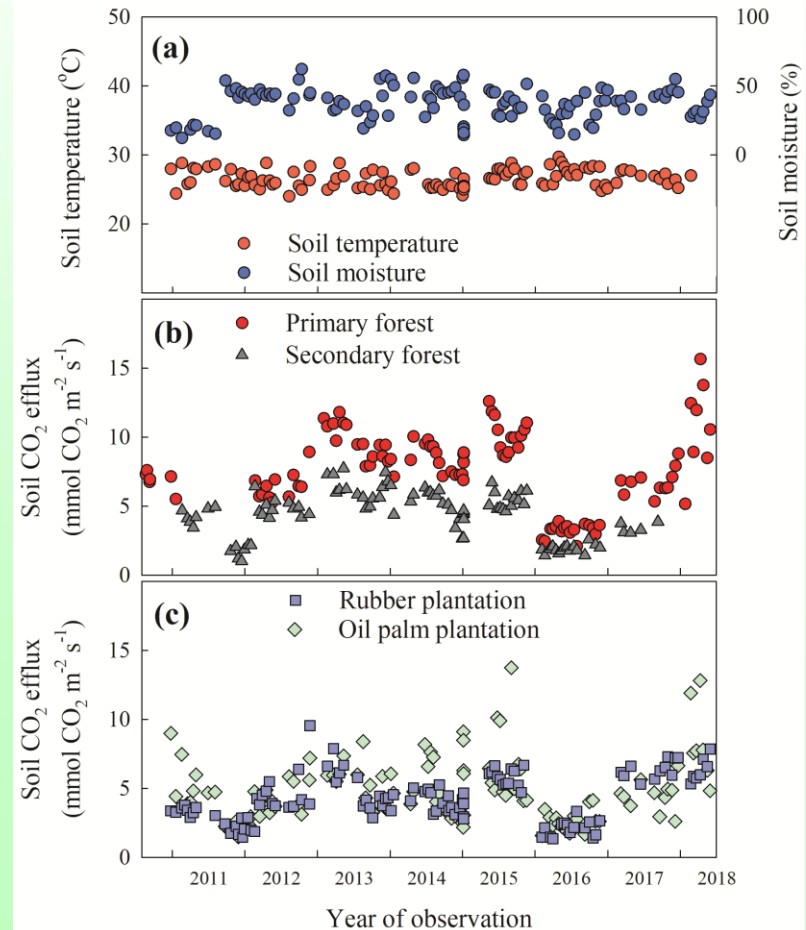 50
40
30
20
Soil temperature (°C)
(a)
100
50
0
Soil moisture (%)
Soil temperature
Soil moisture
15
10
5
0
Soil CO₂ efflux
(mmol CO₂ m⁻² s⁻¹)
(b)
Primary forest
Secondary forest
15
10
5
0
Soil CO₂ efflux
(mmol CO₂ m⁻² s⁻¹)
(c)
Rubber plantation
Oil palm plantation
2011 2012 2013 2014 2015 2016 2017 2018
Year of observation